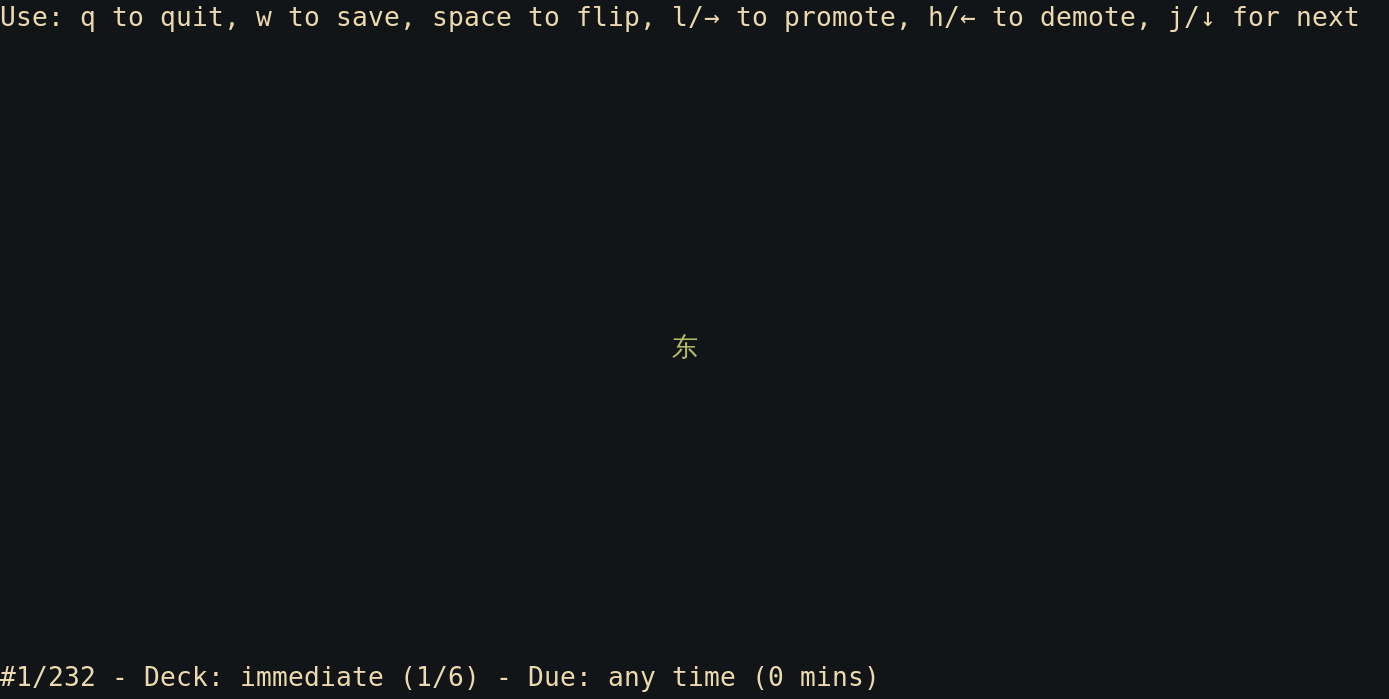 Use: q to quit, w to save, space to flip, l/→ to promote, h/← to demote, j/↓ for next
东
#1/232 - Deck: immediate (1/6) - Due: any time (0 mins)